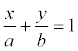 x/a + y/b = 1